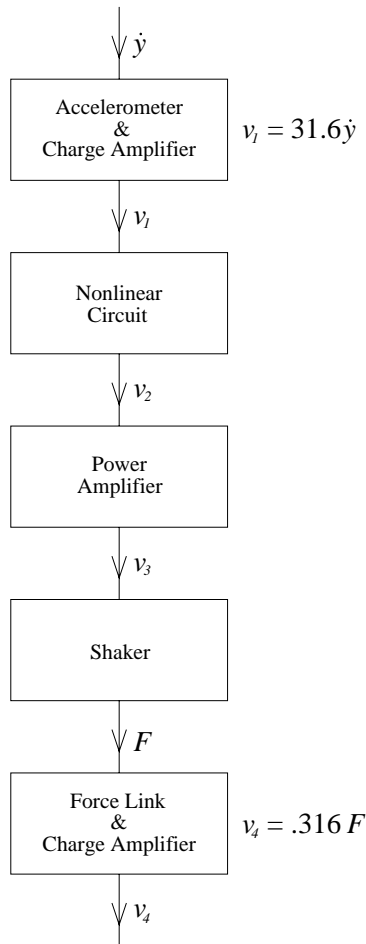 ẏ
Accelerometer
&
Charge Amplifier
v₁ = 31.6ẏ
v₁
Nonlinear
Circuit
v₂
Power
Amplifier
v₃
Shaker
F
Force Link
&
Charge Amplifier
v₄ = .316 F
v₄